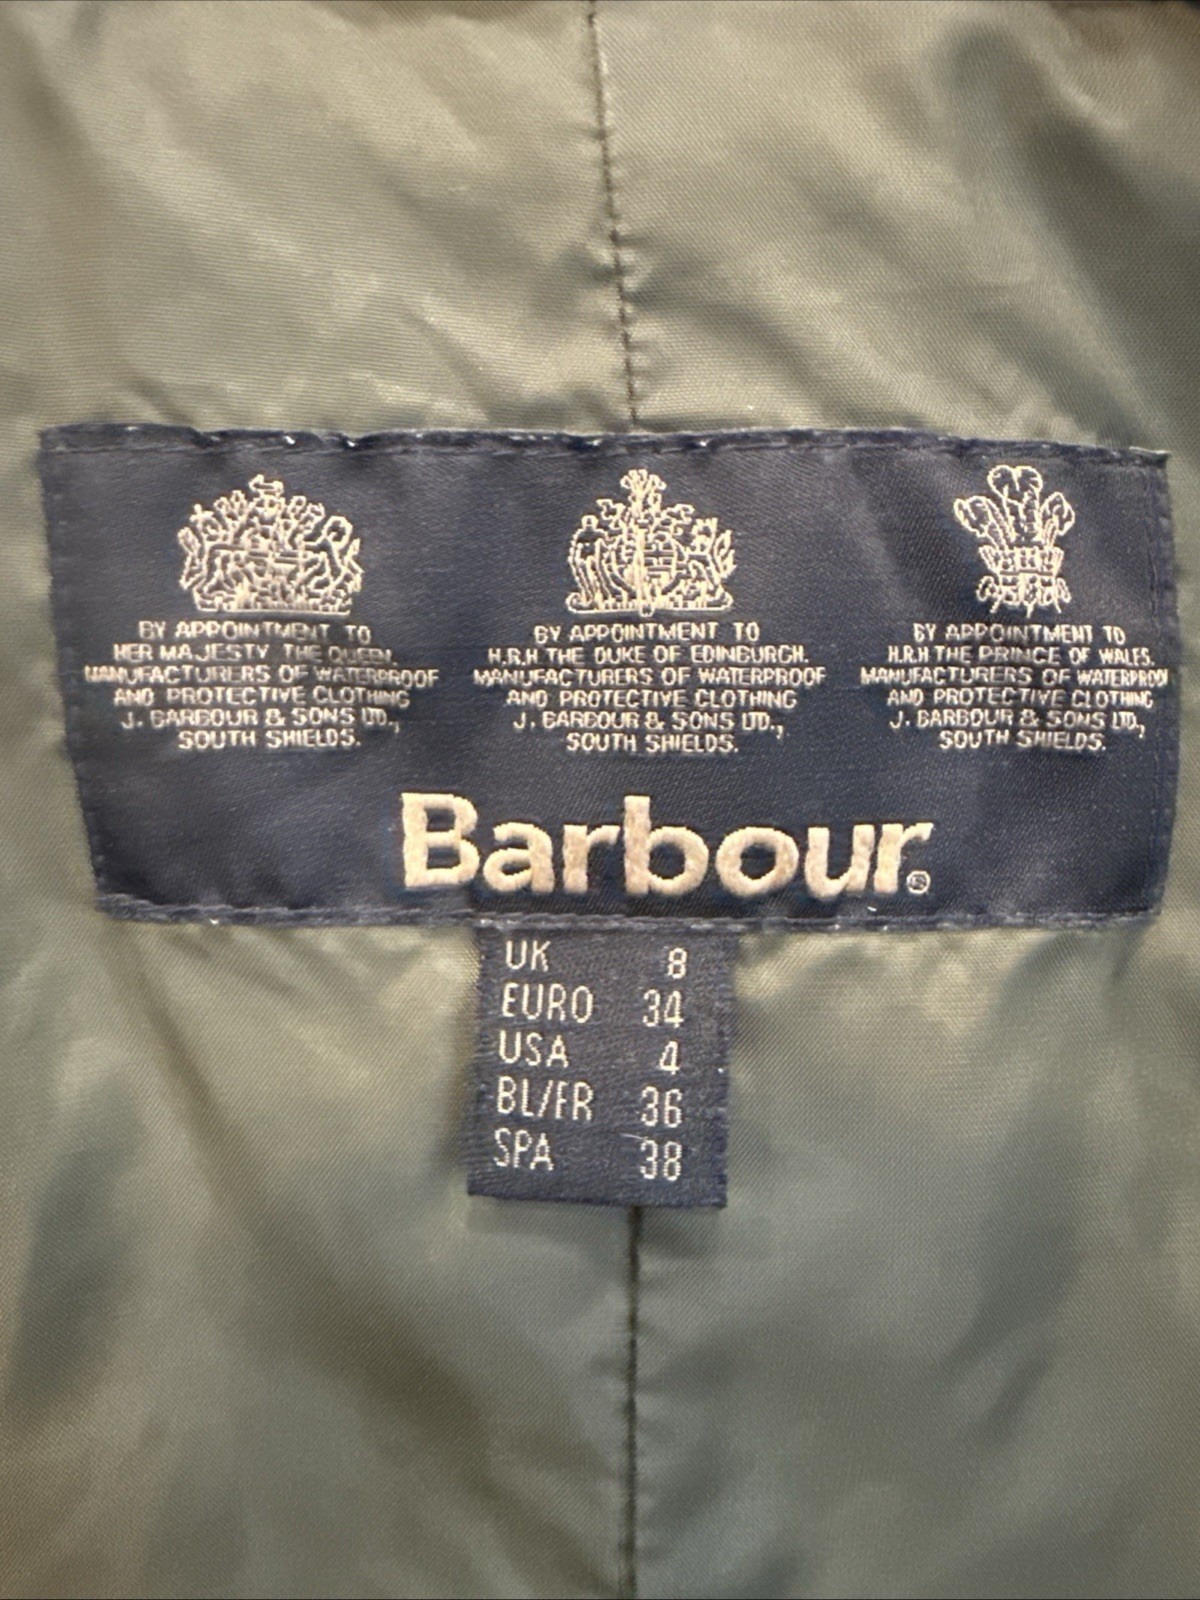 BY APPOINTMENT TO
HER MAJESTY THE QUEEN.
MANUFACTURERS OF WATERPROOF
AND PROTECTIVE CLOTHING
J. BARBOUR & SONS LTD.,
SOUTH SHIELDS.
BY APPOINTMENT TO
H.R.H THE DUKE OF EDINBURGH.
MANUFACTURERS OF WATERPROOF
AND PROTECTIVE CLOTHING
J. BARBOUR & SONS LTD.,
SOUTH SHIELDS.
BY APPOINTMENT TO
H.R.H THE PRINCE OF WALES.
MANUFACTURERS OF WATERPROOF
AND PROTECTIVE CLOTHING
J. BARBOUR & SONS LTD.,
SOUTH SHIELDS.
Barbour®
UK 8
EURO 34
USA 4
BL/FR 36
SPA 38